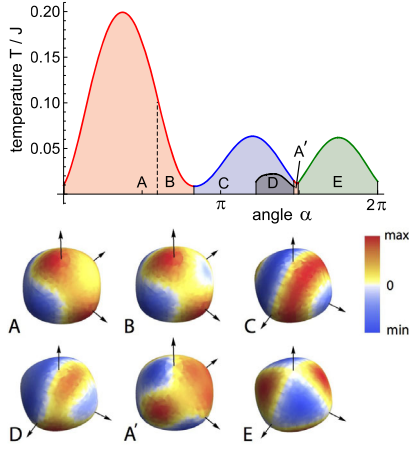 temperature T / J
0.20
0.15
0.10
0.05
A
B
C
D
A′
E
π
2π
angle α
max
0
min
A
B
C
D
A′
E